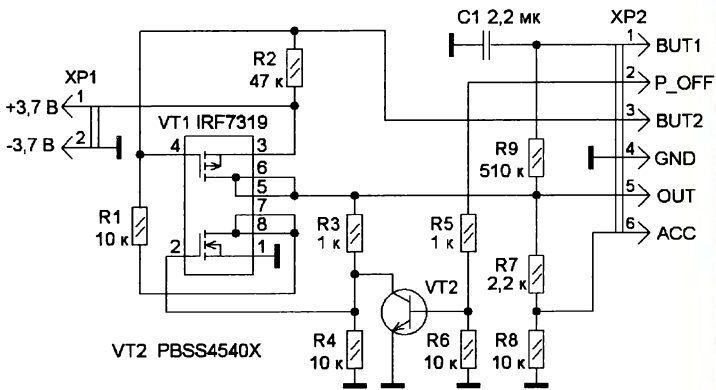 C1 2,2 мк
XP2
1 BUT1
R2
47 к
2 P_OFF
XP1
1
+3,7 В
3 BUT2
VT1 IRF7319
2
-3,7 В
4
3
R9
510 к
4 GND
6
5
5 OUT
7
R1
10 к
8
R3
1 к
R5
1 к
6 ACC
2
1
R7
2,2 к
VT2
R4
10 к
R6
10 к
R8
10 к
VT2 PBSS4540X